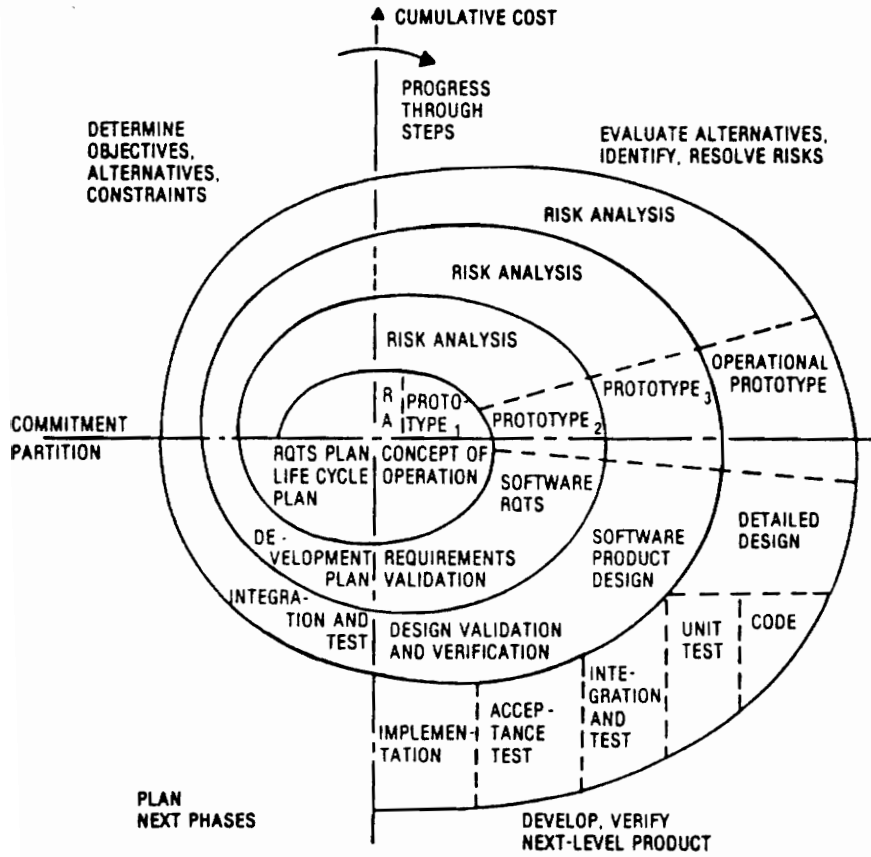 CUMULATIVE COST
PROGRESS
THROUGH
STEPS
DETERMINE
OBJECTIVES,
ALTERNATIVES,
CONSTRAINTS
EVALUATE ALTERNATIVES,
IDENTIFY, RESOLVE RISKS
RISK ANALYSIS
RISK ANALYSIS
RISK ANALYSIS
R
A
PROTO-
TYPE 1
PROTOTYPE 2
PROTOTYPE 3
OPERATIONAL
PROTOTYPE
COMMITMENT
PARTITION
RQTS PLAN
LIFE CYCLE
PLAN
CONCEPT OF
OPERATION
SOFTWARE
RQTS
DETAILED
DESIGN
SOFTWARE
PRODUCT
DESIGN
DE-
VELOPMENT
PLAN
REQUIREMENTS
VALIDATION
INTEGRA-
TION AND
TEST
DESIGN VALIDATION
AND VERIFICATION
CODE
UNIT
TEST
INTE-
GRATION
AND
TEST
ACCEP-
TANCE
TEST
IMPLEMEN-
TATION
PLAN
NEXT PHASES
DEVELOP, VERIFY
NEXT-LEVEL PRODUCT